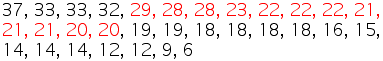 37, 33, 33, 32, 29, 28, 28, 23, 22, 22, 22, 21,
21, 21, 20, 20, 19, 19, 18, 18, 18, 18, 16, 15,
14, 14, 14, 12, 12, 9, 6